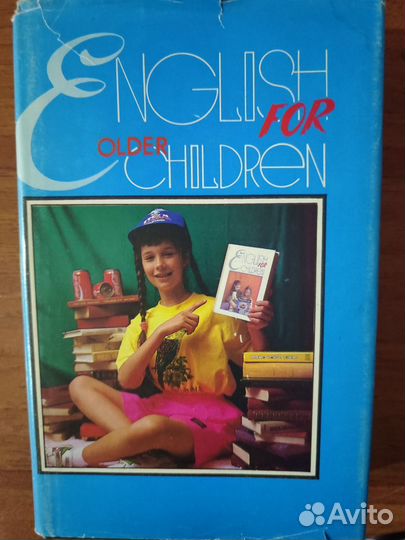 ENGLISH
FOR
OLDER
CHILDREN
ENGLISH
FOR
CHILDREN
Avito